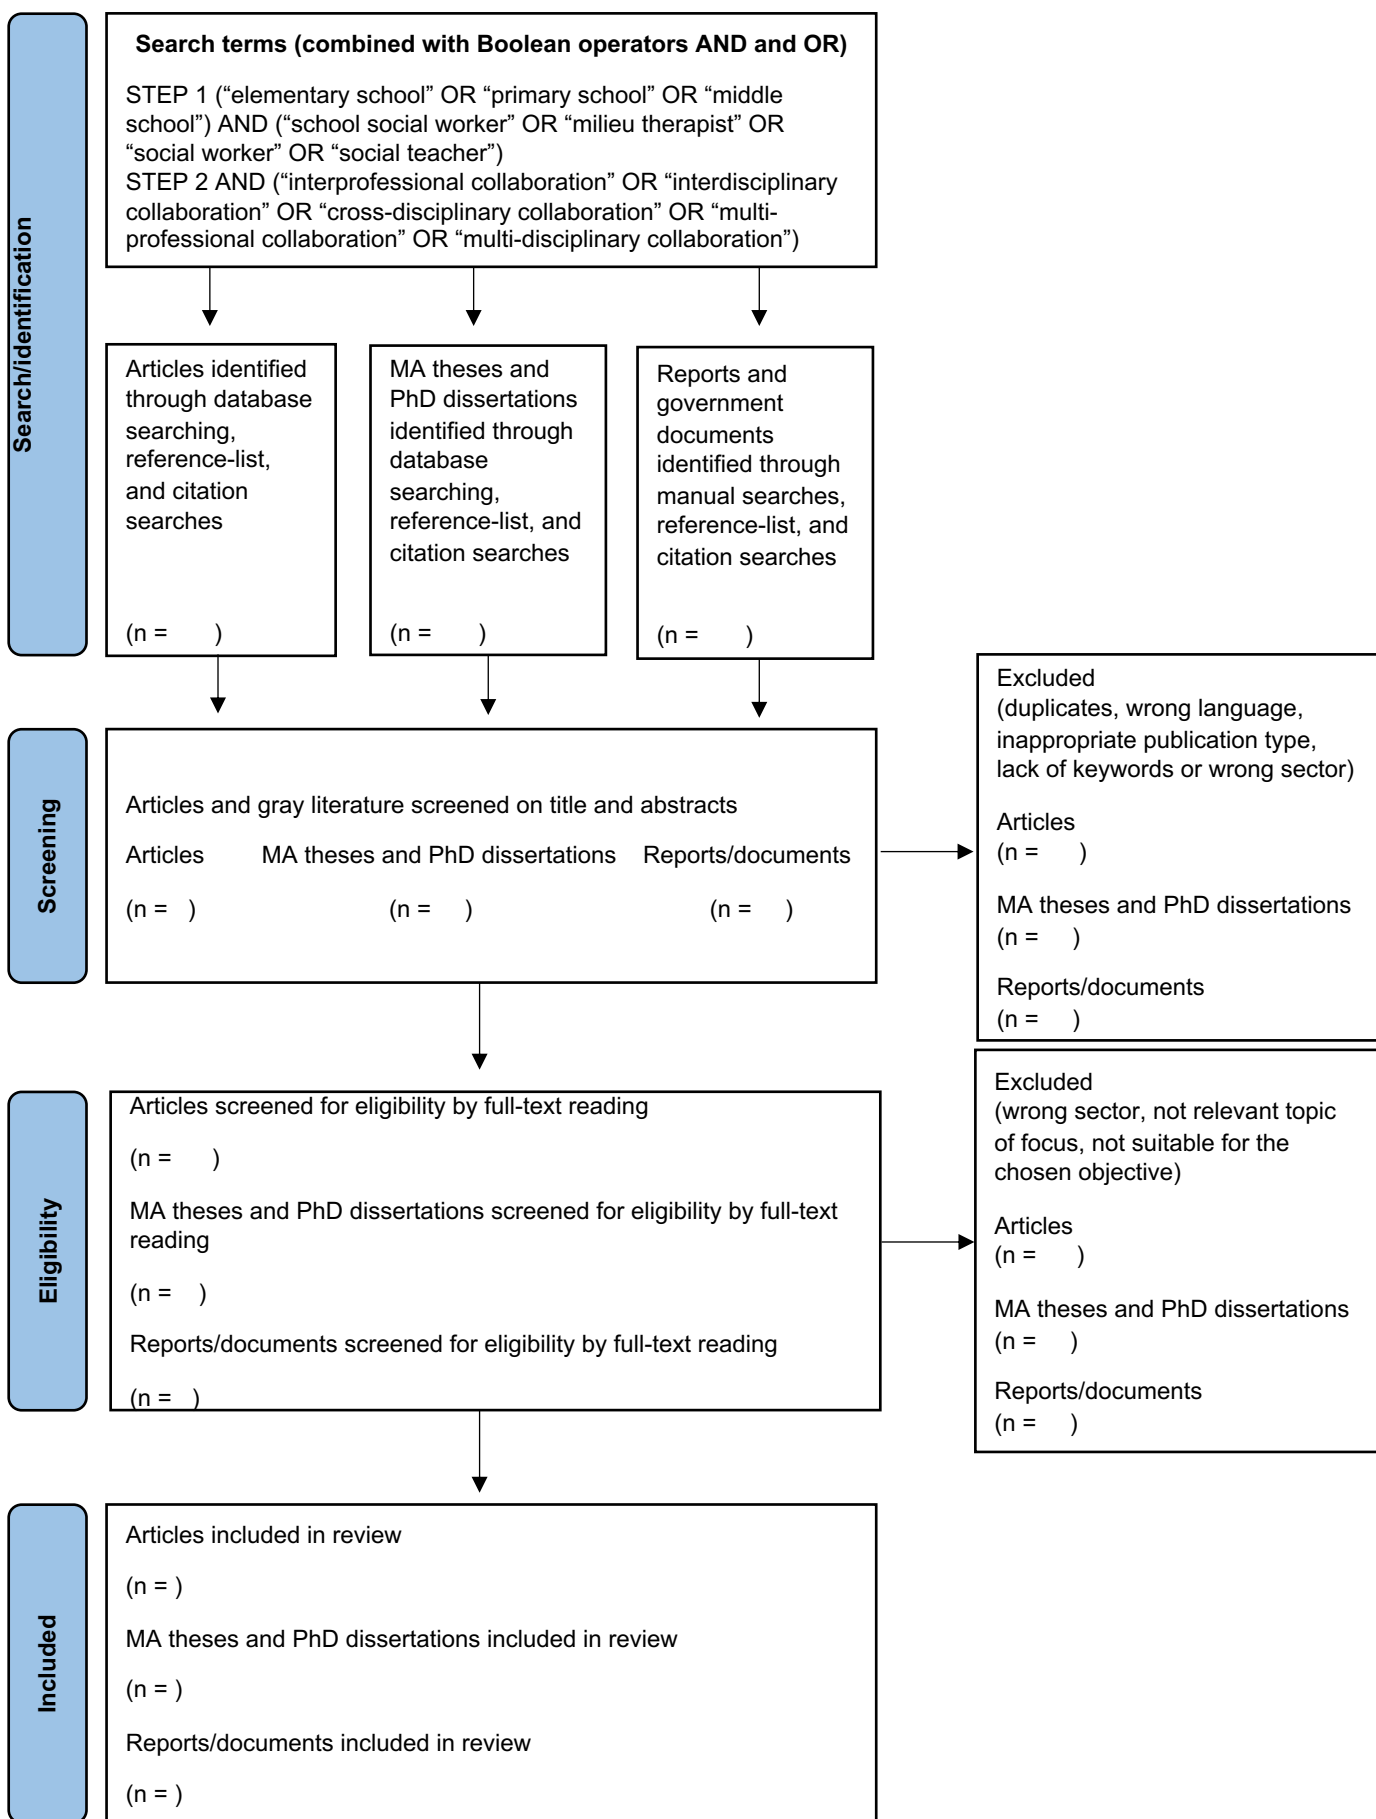 Search/identification
Search terms (combined with Boolean operators AND and OR)
STEP 1 (“elementary school” OR “primary school” OR “middle
school”) AND (“school social worker” OR “milieu therapist” OR
“social worker” OR “social teacher”)
STEP 2 AND (“interprofessional collaboration” OR “interdisciplinary
collaboration” OR “cross-disciplinary collaboration” OR “multi-
professional collaboration” OR “multi-disciplinary collaboration”)
Articles identified
through database
searching,
reference-list,
and citation
searches
(n = )
MA theses and
PhD dissertations
identified through
database
searching,
reference-list, and
citation searches
(n = )
Reports and
government
documents
identified through
manual searches,
reference-list, and
citation searches
(n = )
Screening
Articles and gray literature screened on title and abstracts
Articles MA theses and PhD dissertations Reports/documents
(n = ) (n = ) (n = )
Excluded
(duplicates, wrong language,
inappropriate publication type,
lack of keywords or wrong sector)
Articles
(n = )
MA theses and PhD dissertations
(n = )
Reports/documents
(n = )
Eligibility
Articles screened for eligibility by full-text reading
(n = )
MA theses and PhD dissertations screened for eligibility by full-text
reading
(n = )
Reports/documents screened for eligibility by full-text reading
(n = )
Excluded
(wrong sector, not relevant topic
of focus, not suitable for the
chosen objective)
Articles
(n = )
MA theses and PhD dissertations
(n = )
Reports/documents
(n = )
Included
Articles included in review
(n = )
MA theses and PhD dissertations included in review
(n = )
Reports/documents included in review
(n = )